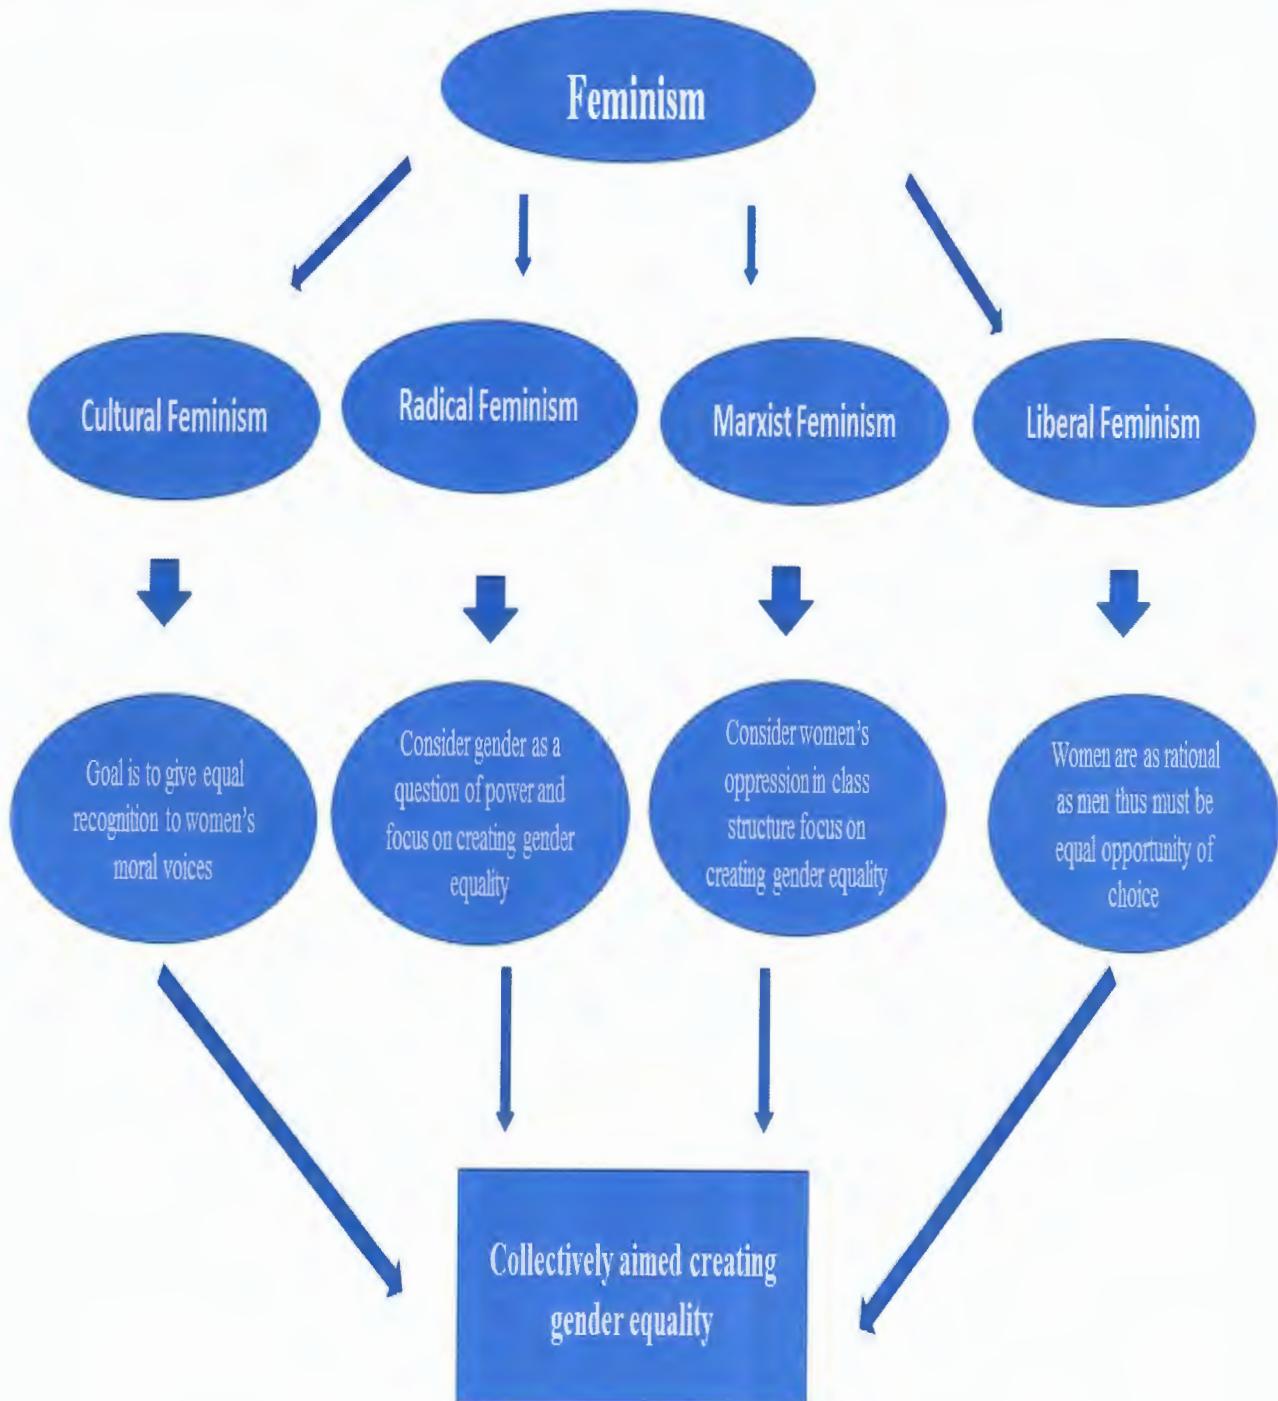 Feminism
Cultural Feminism
Radical Feminism
Marxist Feminism
Liberal Feminism
Goal is to give equal
recognition to women's
moral voices
Consider gender as a
question of power and
focus on creating gender
equality
Consider women's
oppression in class
structure focus on
creating gender equality
Women are as rational
as men thus must be
equal opportunity of
choice
Collectively aimed creating
gender equality